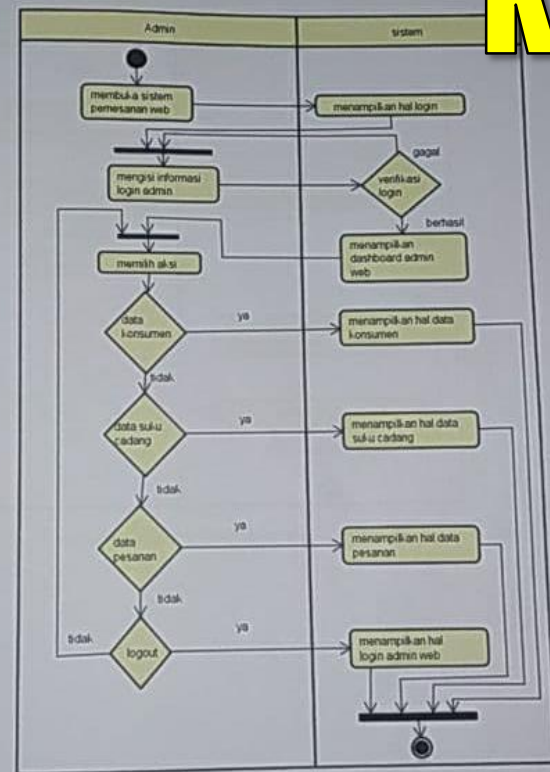 Admin
sistem
membuka sistem
pemesanan web
menampilkan hal login
gagal
mengisi informasi
login admin
verifikasi
login
berhasil
memilih aksi
menampilkan
dashboard admin
web
data
konsumen
ya
menampilkan hal data
konsumen
tidak
data suku
cadang
ya
menampilkan hal data
suku cadang
tidak
data
pesanan
ya
menampilkan hal data
pesanan
tidak
tidak
logout
ya
menampilkan hal
login admin web